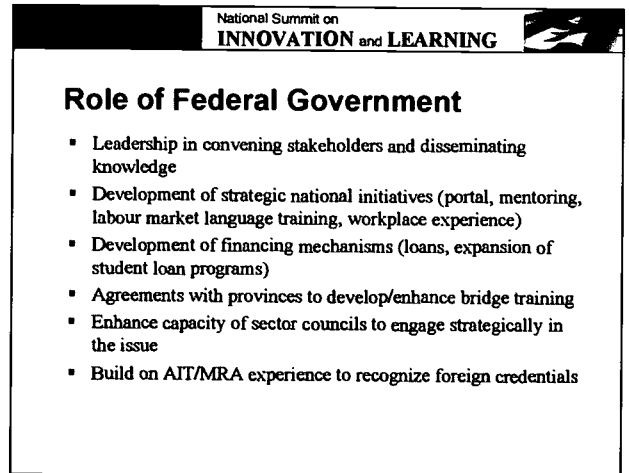 National Summit on
INNOVATION and LEARNING
Role of Federal Government
▪ Leadership in convening stakeholders and disseminating
knowledge
▪ Development of strategic national initiatives (portal, mentoring,
labour market language training, workplace experience)
▪ Development of financing mechanisms (loans, expansion of
student loan programs)
▪ Agreements with provinces to develop/enhance bridge training
▪ Enhance capacity of sector councils to engage strategically in
the issue
▪ Build on AIT/MRA experience to recognize foreign credentials